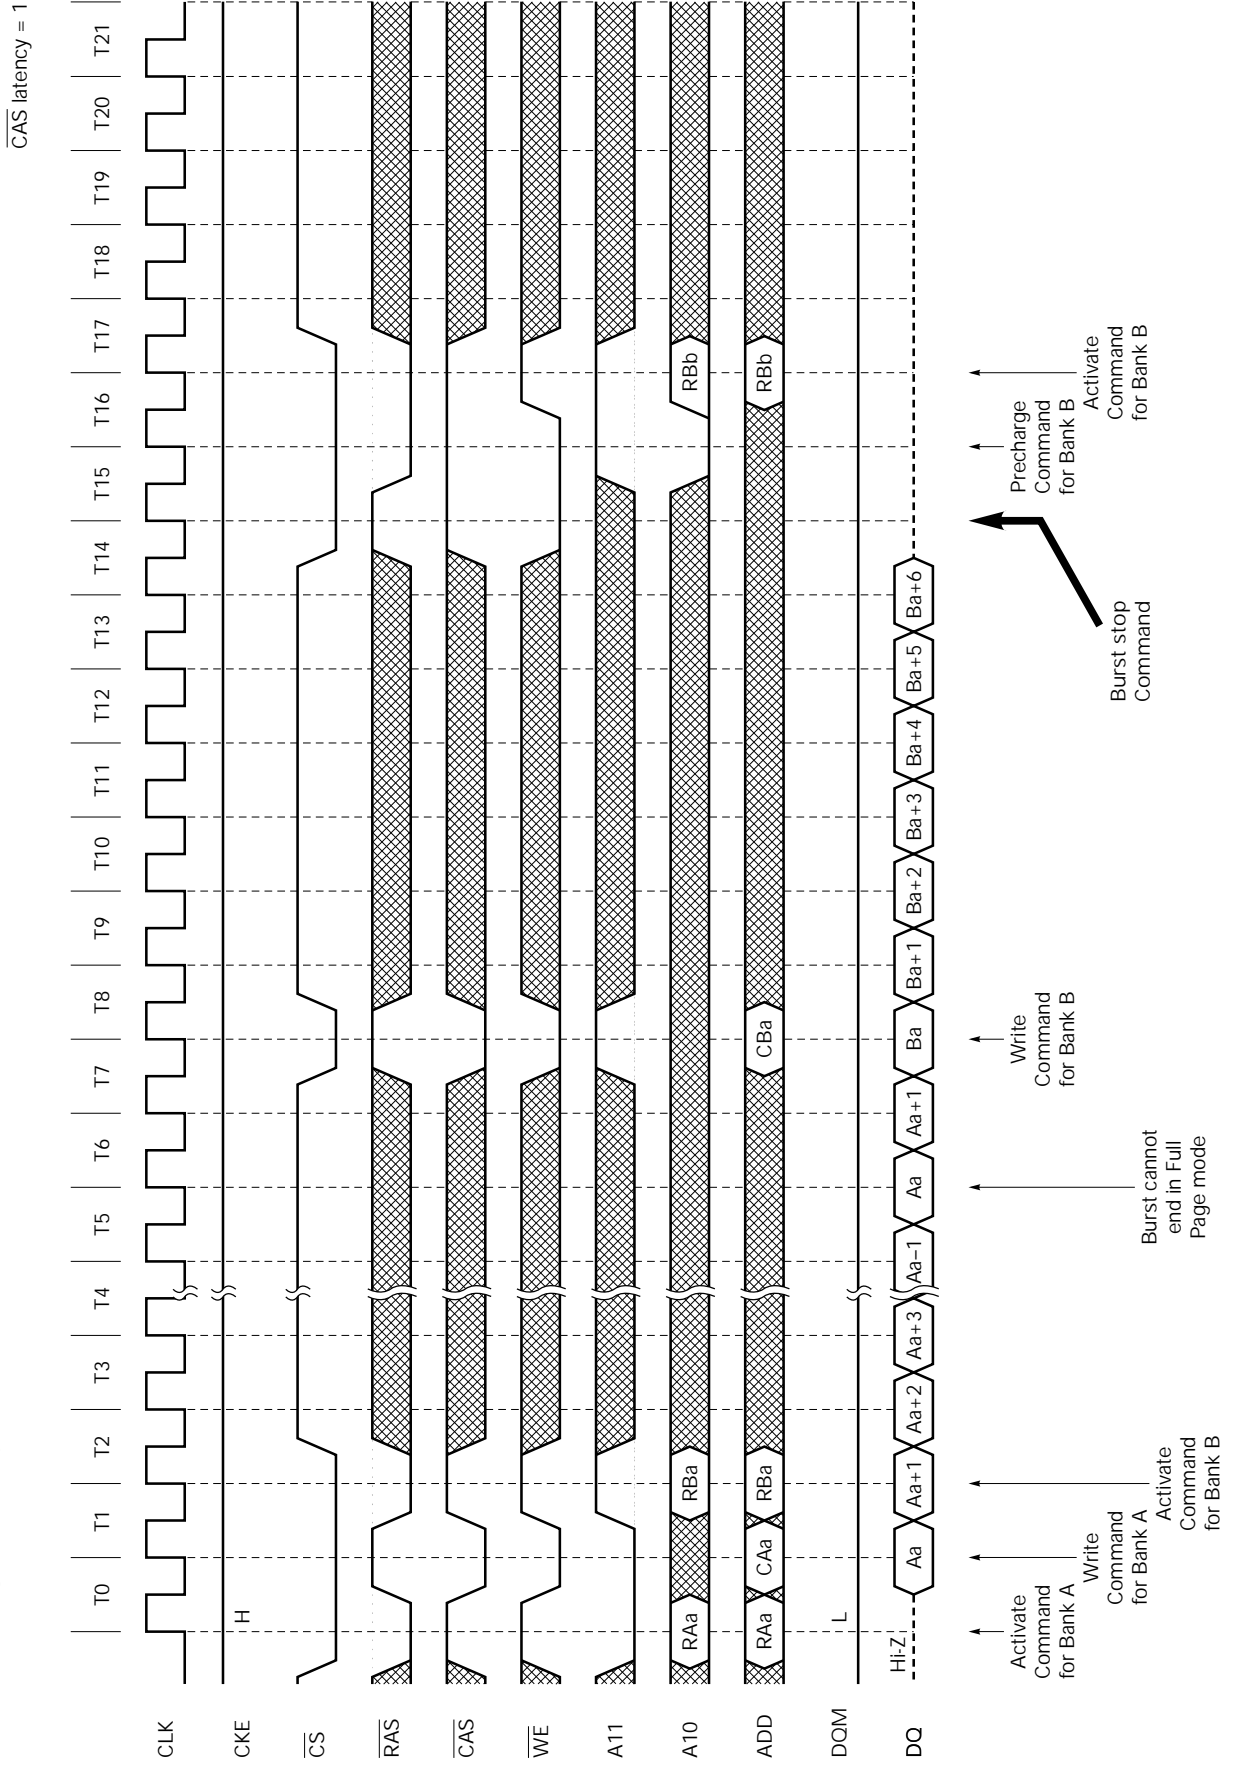 CAS latency = 1
T0 T1 T2 T3 T4 T5 T6 T7 T8 T9 T10 T11 T12 T13 T14 T15 T16 T17 T18 T19 T20 T21
CLK
CKE
H
CS
RAS
CAS
WE
A11
A10
RAa RBa RBb
ADD
RAa CAa RBa CBa RBb
DQM
L
DQ
Hi-Z
Aa Aa+1 Aa+2 Aa+3 Aa−1 Aa Aa+1 Ba Ba+1 Ba+2 Ba+3 Ba+4 Ba+5 Ba+6
Activate
Command
for Bank A
Write
Command
for Bank A
Activate
Command
for Bank B
Burst cannot
end in Full
Page mode
Write
Command
for Bank B
Burst stop
Command
Precharge
Command
for Bank B
Activate
Command
for Bank B